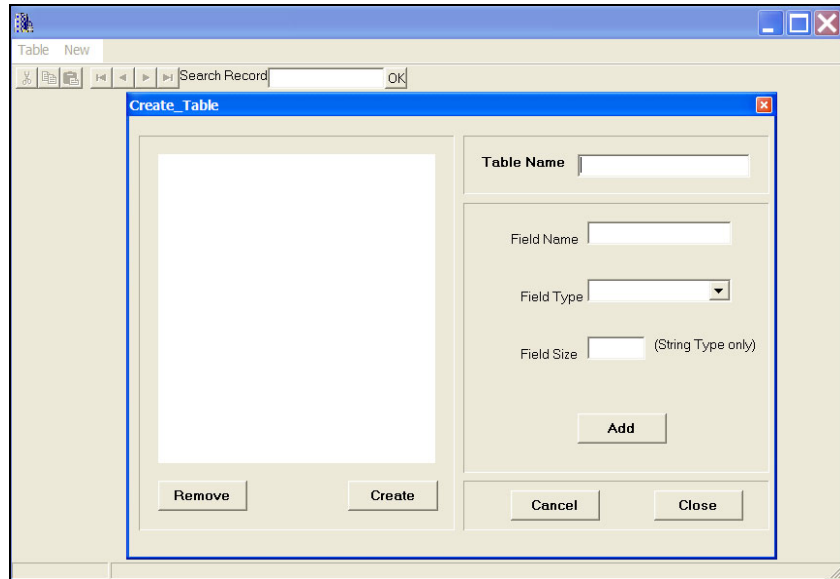 Table New
Search Record OK
Create_Table
Table Name
Field Name
Field Type
Field Size (String Type only)
Add
Remove Create
Cancel Close